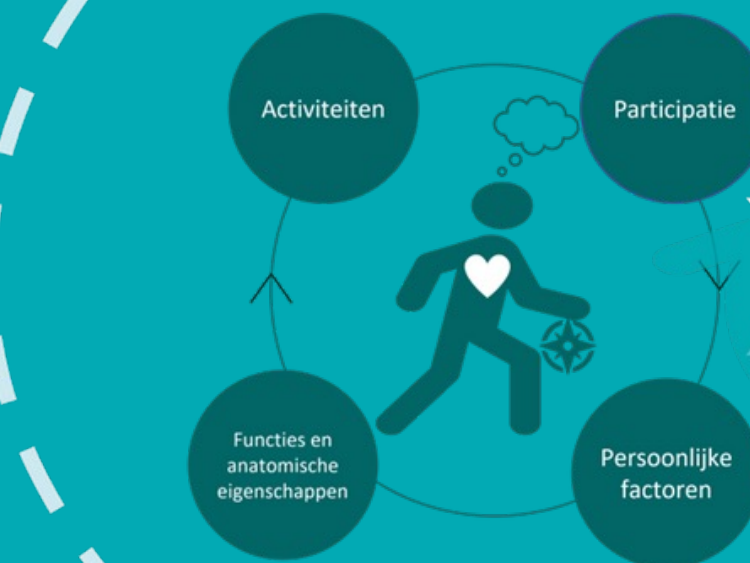 Activiteiten
Participatie
Functies en
anatomische
eigenschappen
Persoonlijke
factoren